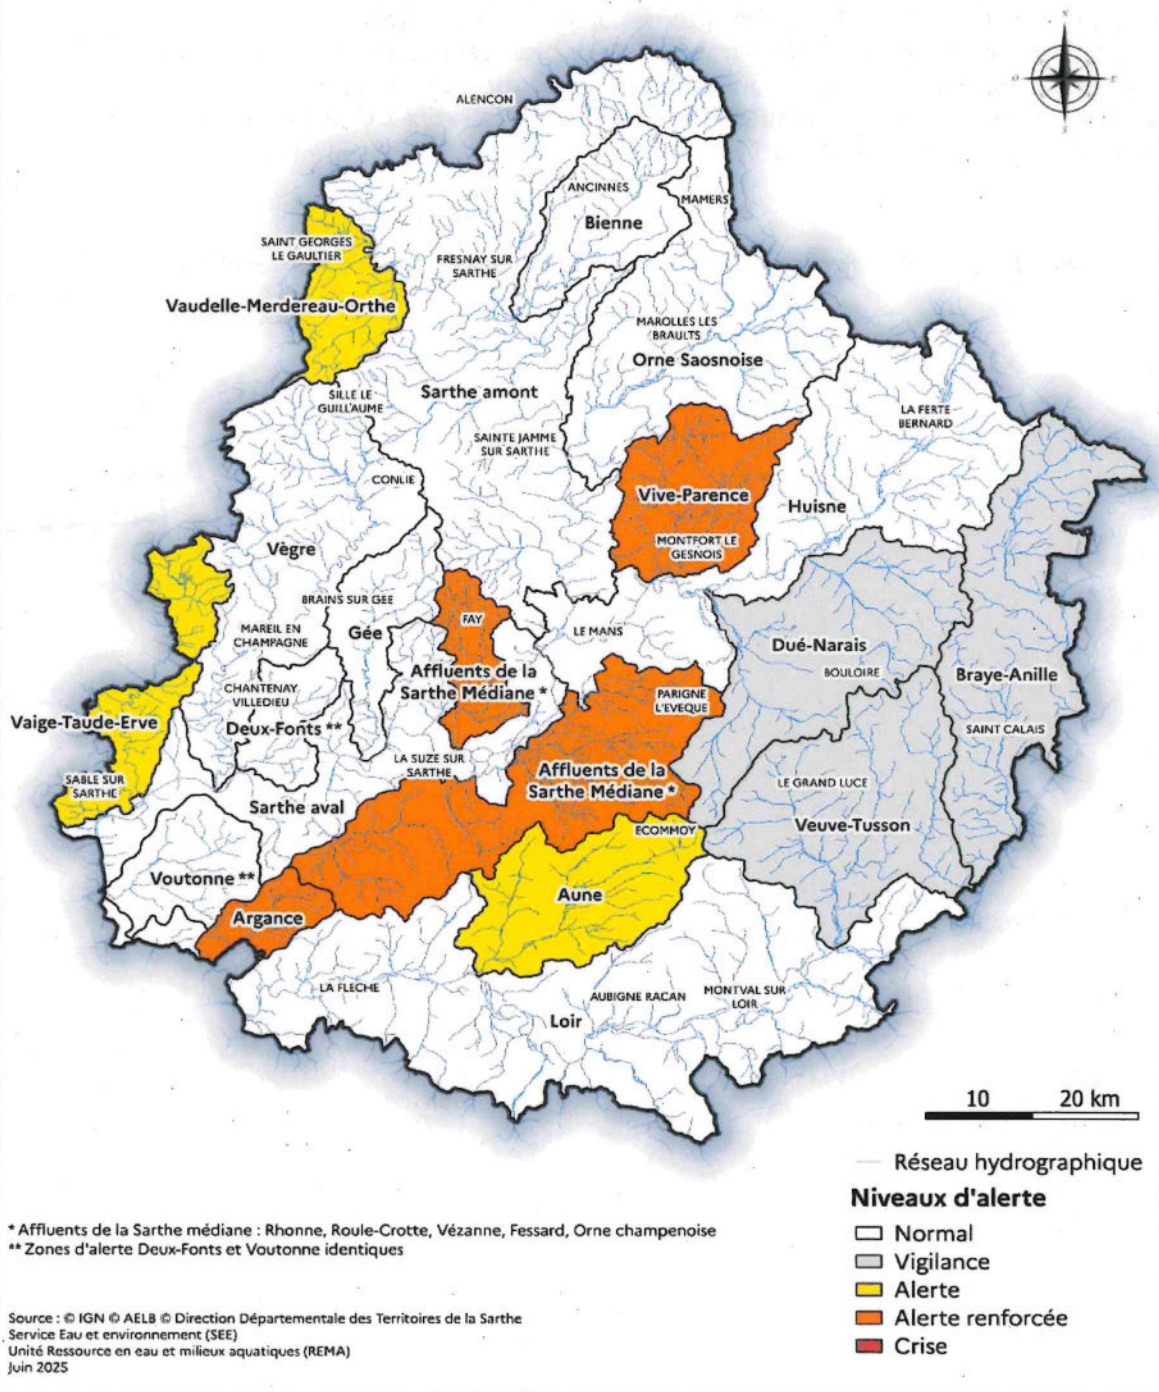 N
O
E
S
ALENCON
ANCINNES
MAMERS
Bienne
SAINT GEORGES
LE GAULTIER
FRESNAY SUR
SARTHE
Vaudelle-Merdereau-Orthe
MAROLLES LES
BRAULTS
Orne Saosnoise
SILLE LE
GUILLAUME
Sarthe amont
LA FERTE
BERNARD
SAINTE JAMME
SUR SARTHE
CONLIE
Vive-Parence
Huisne
MONTFORT LE
GESNOIS
Vègre
BRAINS SUR GEE
FAY
Gée
MAREIL EN
CHAMPAGNE
LE MANS
Dué-Narais
BOULOIRE
Braye-Anille
Affluents de la
Sarthe Médiane *
CHANTENAY
VILLEDIEU
PARIGNE
L'EVEQUE
Vaige-Taude-Erve
Deux-Fonts **
SAINT CALAIS
LA SUZE SUR
SARTHE
Affluents de la
Sarthe Médiane *
SABLE SUR
SARTHE
LE GRAND LUCE
Sarthe aval
ECOMMOY
Veuve-Tusson
Voutonne **
Aune
Argance
LA FLECHE
AUBIGNE RACAN
MONTVAL SUR
LOIR
Loir
10 20 km
Réseau hydrographique
Niveaux d'alerte
Normal
Vigilance
Alerte
Alerte renforcée
Crise
* Affluents de la Sarthe médiane : Rhonne, Roule-Crotte, Vézanne, Fessard, Orne champenoise
** Zones d'alerte Deux-Fonts et Voutonne identiques
Source : © IGN © AELB © Direction Départementale des Territoires de la Sarthe
Service Eau et environnement (SEE)
Unité Ressource en eau et milieux aquatiques (REMA)
Juin 2025